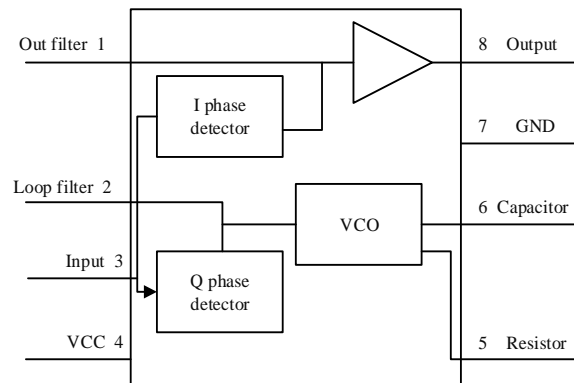 Out filter 1
8 Output
I phase
detector
7 GND
Loop filter 2
6 Capacitor
VCO
Input 3
Q phase
detector
VCC 4
5 Resistor